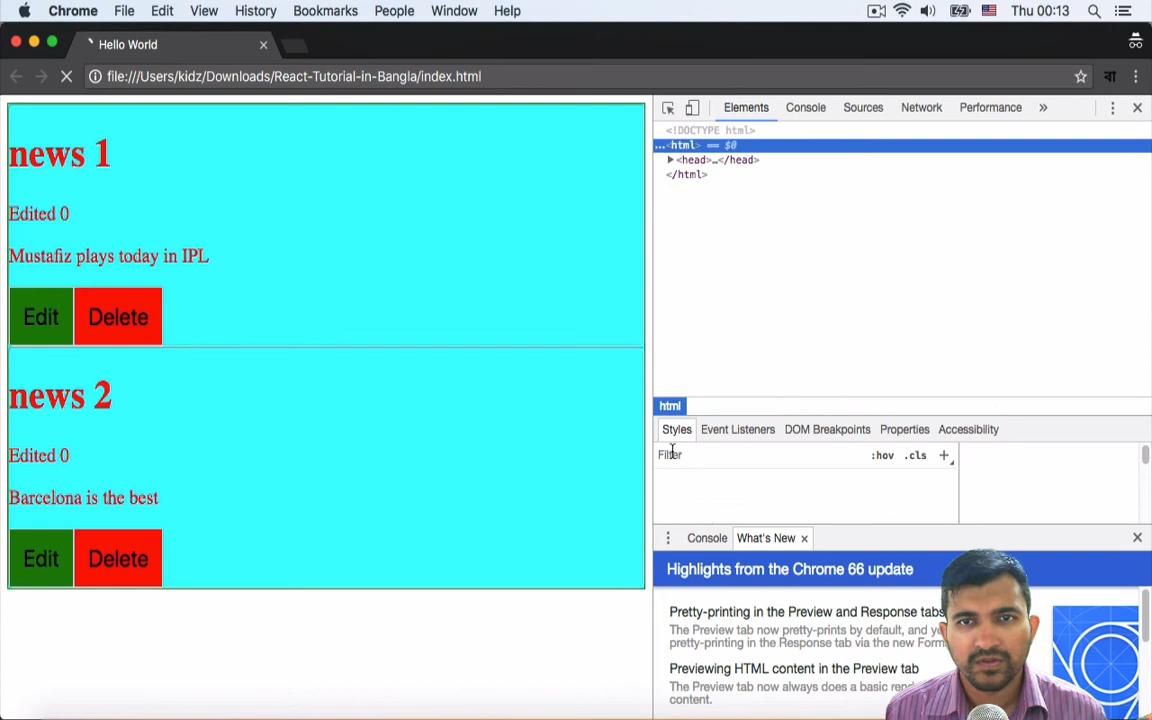 Chrome File Edit View History Bookmarks People Window Help Thu 00:13
Hello World
file:///Users/kidz/Downloads/React-Tutorial-in-Bangla/index.html বা
news 1
Edited 0
Mustafiz plays today in IPL
Edit Delete
news 2
Edited 0
Barcelona is the best
Edit Delete
Elements Console Sources Network Performance »
<!DOCTYPE html>
…<html> == $0
<head>…</head>
</html>
html
Styles Event Listeners DOM Breakpoints Properties Accessibility
Filter :hov .cls +
Console What's New ×
Highlights from the Chrome 66 update
Pretty-printing in the Preview and Response tabs
The Preview tab now pretty-prints by default, and
formatting in the Response tab via the new
Previewing HTML content in the Preview tab
The Preview tab now always does a basic
content.